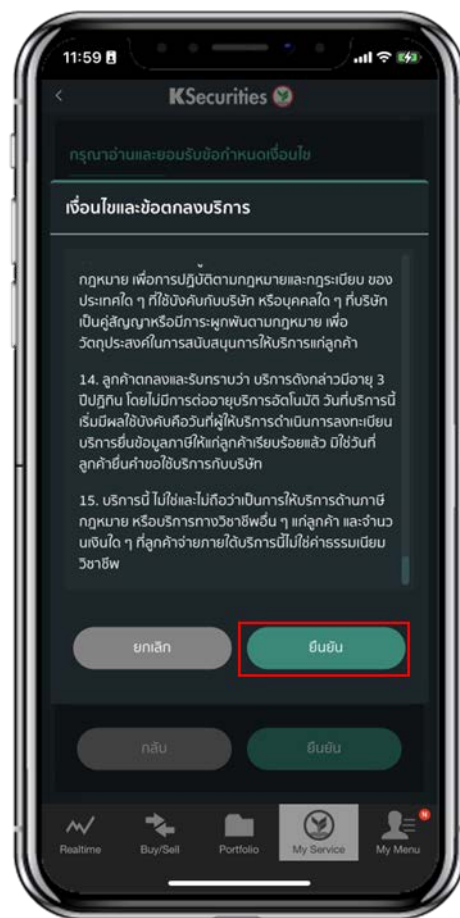 11:59
KSecurities
กรุณาอ่านและยอมรับข้อกำหนดเงื่อนไข
เงื่อนไขและข้อตกลงบริการ
กฎหมาย เพื่อการปฏิบัติตามกฎหมายและกฎระเบียบ ของ
ประเทศใด ๆ ที่ใช้บังคับกับบริษัท หรือบุคคลใด ๆ ที่บริษัท
เป็นคู่สัญญาหรือมีภาระผูกพันตามกฎหมาย เพื่อ
วัตถุประสงค์ในการสนับสนุนการให้บริการแก่ลูกค้า
14. ลูกค้าตกลงและรับทราบว่า บริการดังกล่าวมีอายุ 3
ปีปฏิทิน โดยไม่มีการต่ออายุบริการอัตโนมัติ วันที่บริการนี้
เริ่มมีผลใช้บังคับคือวันที่ผู้ให้บริการดำเนินการลงทะเบียน
บริการยื่นข้อมูลภาษีให้แก่ลูกค้าเรียบร้อยแล้ว มิใช่วันที่
ลูกค้ายื่นคำขอใช้บริการกับบริษัท
15. บริการนี้ ไม่ใช่และไม่ถือว่าเป็นการให้บริการด้านภาษี
กฎหมาย หรือบริการทางวิชาชีพอื่น ๆ แก่ลูกค้า และจำนว
นเงินใด ๆ ที่ลูกค้าจ่ายภายใต้บริการนี้ไม่ใช่ค่าธรรมเนียม
วิชาชีพ
ยกเลิก ยืนยัน
กลับ ยืนยัน
Realtime Buy/Sell Portfolio My Service My Menu
N